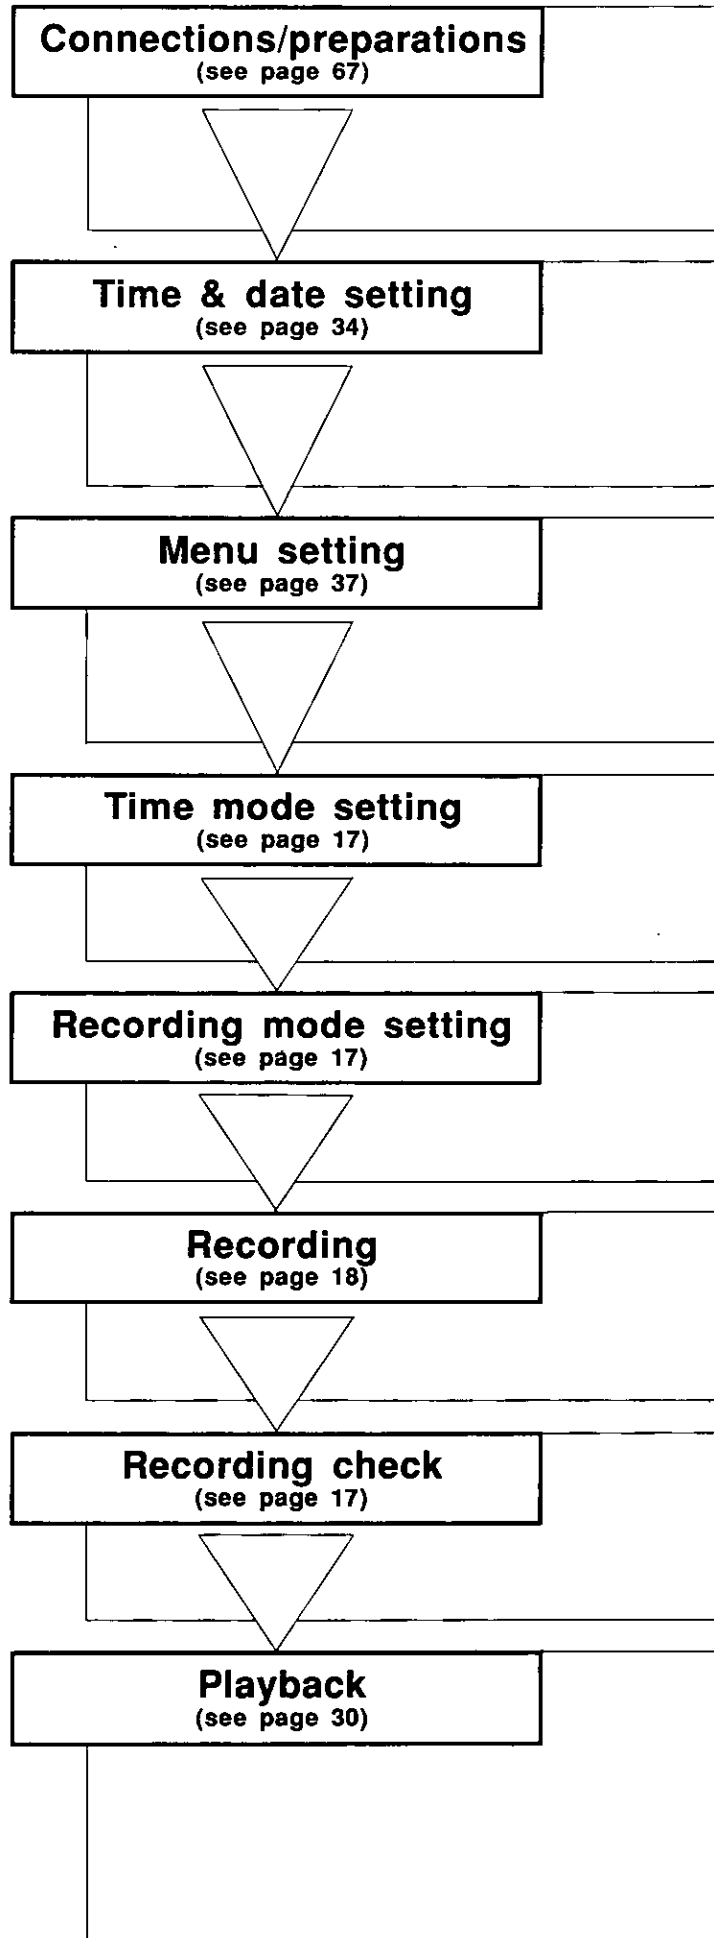 Connections/preparations
(see page 67)
Time & date setting
(see page 34)
Menu setting
(see page 37)
Time mode setting
(see page 17)
Recording mode setting
(see page 17)
Recording
(see page 18)
Recording check
(see page 17)
Playback
(see page 30)